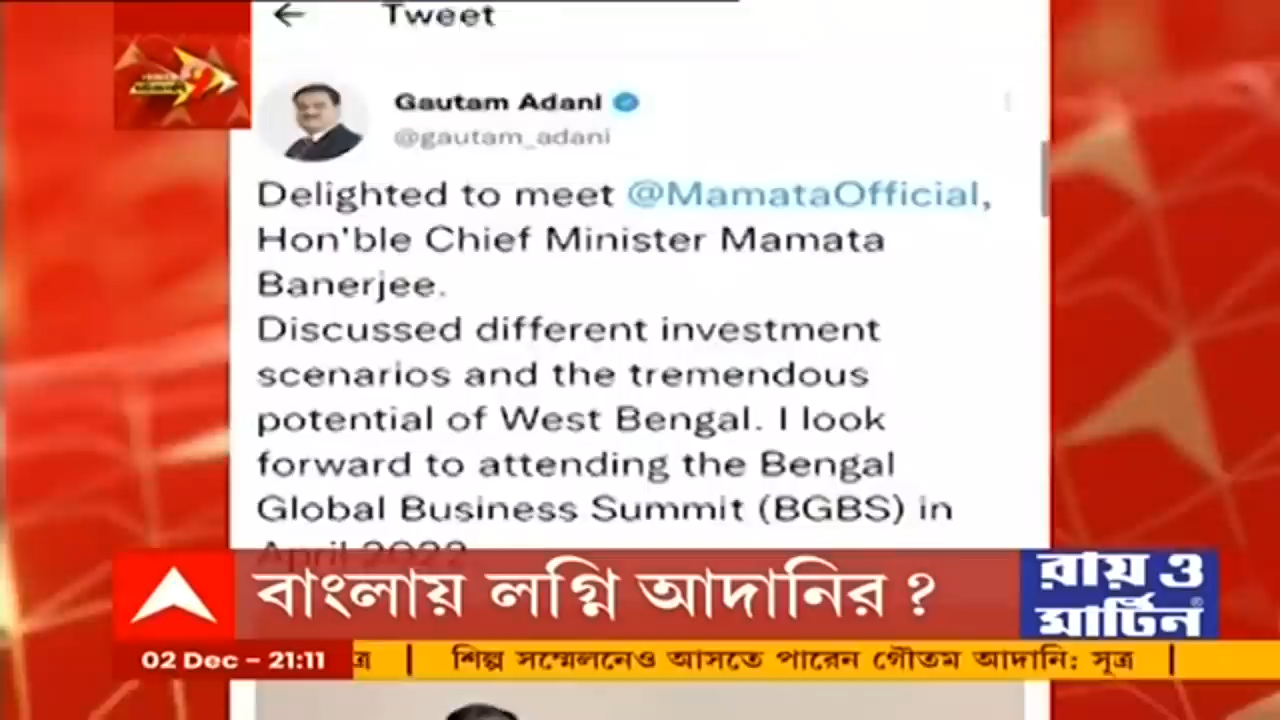 Tweet
Gautam Adani
@gautam_adani
Delighted to meet @MamataOfficial,
Hon'ble Chief Minister Mamata
Banerjee.
Discussed different investment
scenarios and the tremendous
potential of West Bengal. I look
forward to attending the Bengal
Global Business Summit (BGBS) in
April 2022
বাংলায় লগ্নি আদানির ?
রায় ও
মার্টিন®
02 Dec - 21:11
ত্র | শিল্প সম্মেলনেও আসতে পারেন গৌতম আদানি: সূত্র |